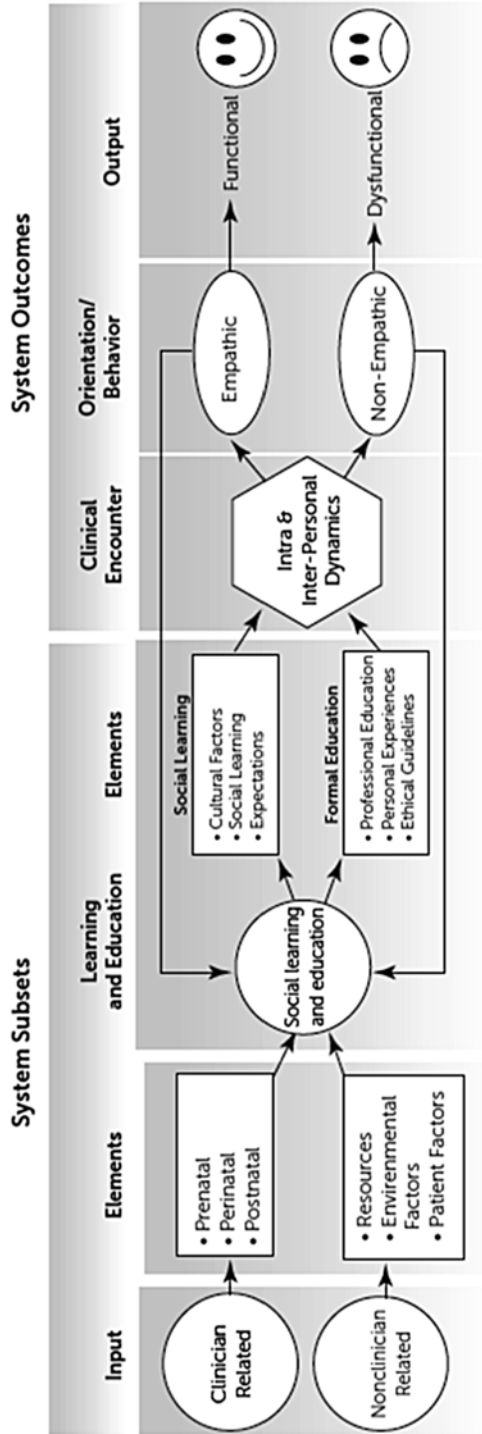 System Subsets
System Outcomes
Input
Elements
Learning
and Education
Elements
Clinical
Encounter
Orientation/
Behavior
Output
Clinician
Related
• Prenatal
• Perinatal
• Postnatal
Nonclinician
Related
• Resources
• Envirenmental
Factors
• Patient Factors
Social learning
and education
Social Learning
• Cultural Factors
• Social Learning
• Expectations
Formal Education
• Professional Education
• Personal Experiences
• Ethical Guidelines
Intra &
Inter-Personal
Dynamics
Empathic
Non-Empathic
Functional
Dysfunctional